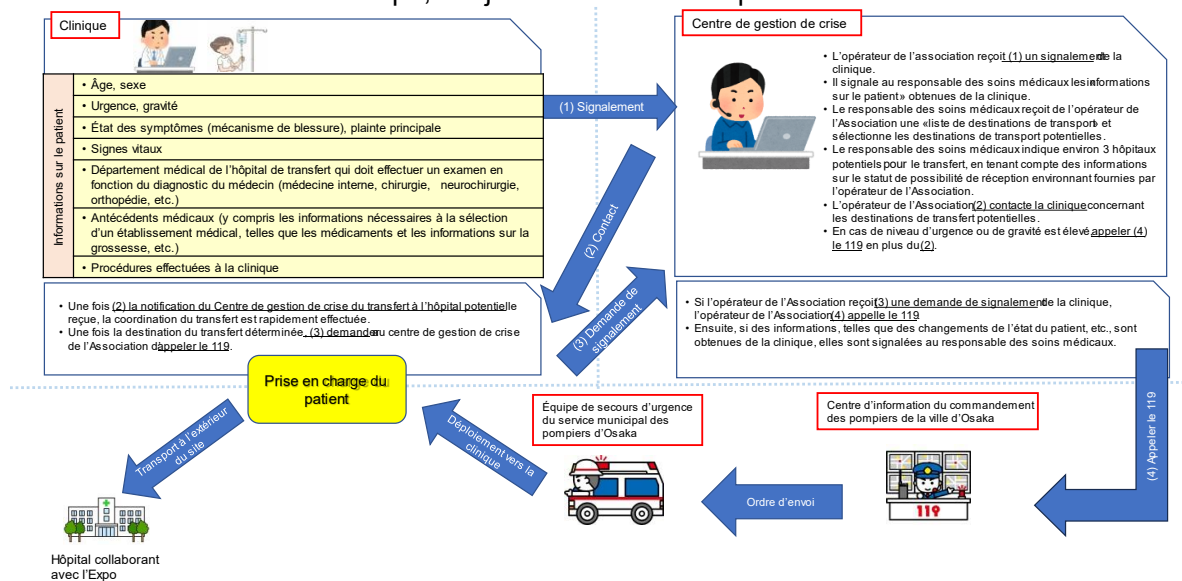 Clinique
Informations sur le patient
• Âge, sexe
• Urgence, gravité
• État des symptômes (mécanisme de blessure), plainte principale
• Signes vitaux
• Département médical de l'hôpital de transfert qui doit effectuer un examen en
fonction du diagnostic du médecin (médecine interne, chirurgie, neurochirurgie,
orthopédie, etc.)
• Antécédents médicaux (y compris les informations nécessaires à la sélection
d'un établissement médical, telles que les médicaments et les informations sur la
grossesse, etc.)
• Procédures effectuées à la clinique
• Une fois (2) la notification du Centre de gestion de crise du transfert à l'hôpital potentielle
reçue, la coordination du transfert est rapidement effectuée.
• Une fois la destination du transfert déterminée, (3) demander au centre de gestion de crise
de l'Association d'appeler le 119.
(1) Signalement
(2) Contact
(3) Demande de
signalement
Centre de gestion de crise
• L'opérateur de l'association reçoit (1) un signalement de la
clinique.
• Il signale au responsable des soins médicaux les «informations
sur le patient» obtenues de la clinique.
• Le responsable des soins médicaux reçoit de l'opérateur de
l'Association une «liste de destinations de transport» et
sélectionne les destinations de transport potentielles.
• Le responsable des soins médicaux indique environ 3 hôpitaux
potentiels pour le transfert, en tenant compte des informations
sur le statut de possibilité de réception environnant fournies par
l'opérateur de l'Association.
• L'opérateur de l'Association (2) contacte la clinique concernant
les destinations de transfert potentielles.
• En cas de niveau d'urgence ou de gravité est élevé, appeler (4)
le 119 en plus du (2).
• Si l'opérateur de l'Association reçoit (3) une demande de signalement de la clinique,
l'opérateur de l'Association (4) appelle le 119.
• Ensuite, si des informations, telles que des changements de l'état du patient, etc., sont
obtenues de la clinique, elles sont signalées au responsable des soins médicaux.
(4) Appeler le 119
Centre d'information du commandement
des pompiers de la ville d'Osaka
119
Ordre d'envoi
Équipe de secours d'urgence
du service municipal des
pompiers d'Osaka
Déploiement vers la
clinique
Prise en charge du
patient
Transport à l'extérieur
du site
Hôpital collaborant
avec l'Expo